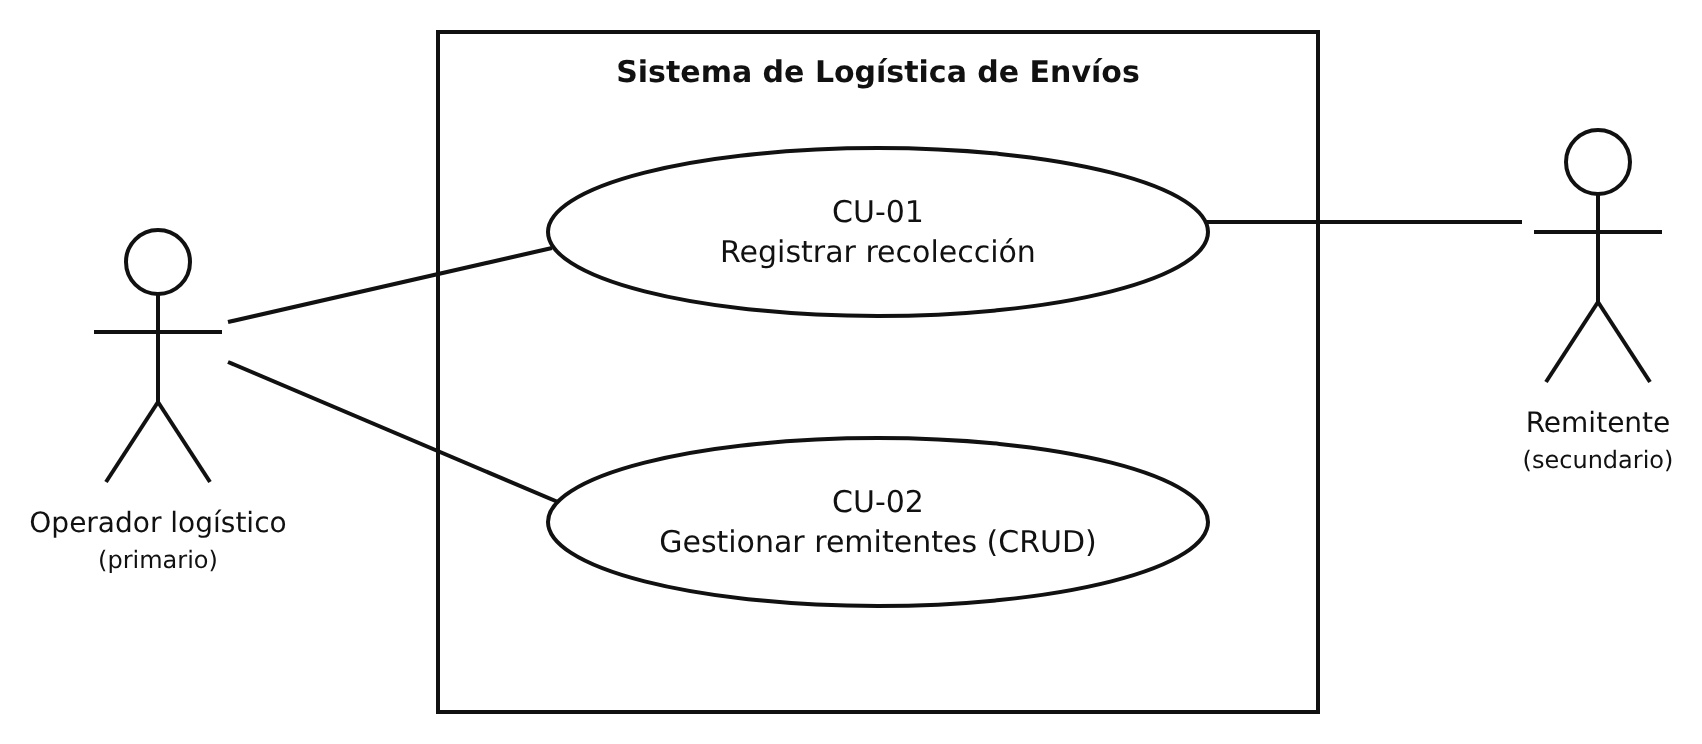 Sistema de Logística de Envíos
CU-01
Registrar recolección
CU-02
Gestionar remitentes (CRUD)
Operador logístico
(primario)
Remitente
(secundario)